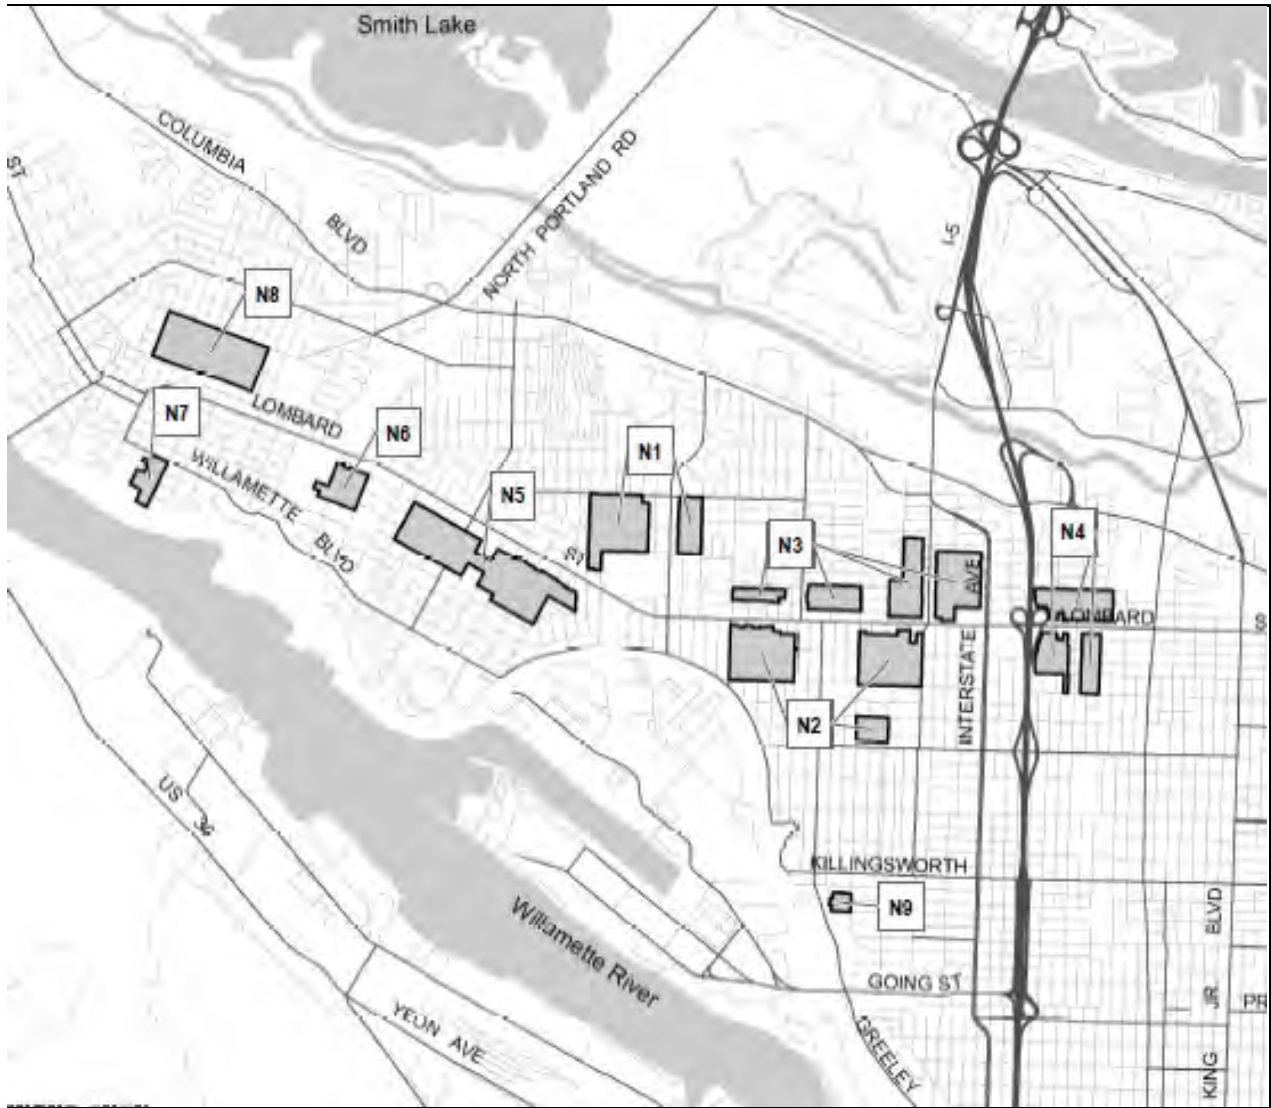 Smith Lake
COLUMBIA
BLVD
NORTH PORTLAND RD
ST
I-5
N8
N7
LOMBARD
N6
N1
WILLAMETTE
BLVD
N5
ST
N3
N4
AVE
LOMBARD
S
INTERSTATE
N2
US
KILLINGSWORTH
N9
Willamette River
BLVD
GOING ST
JR
PR
YEON AVE
GREELEY
KING